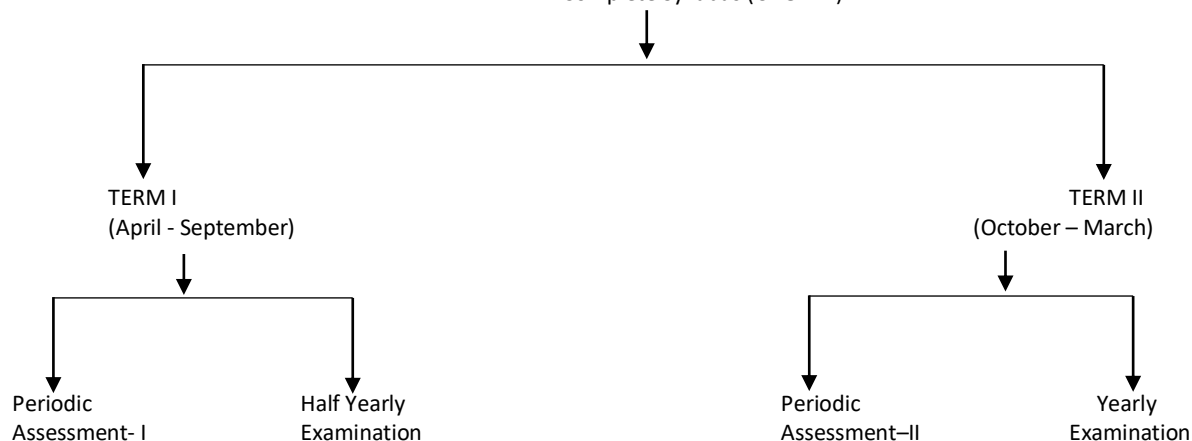 TERM I
(April - September)
TERM II
(October – March)
Periodic
Assessment- I
Half Yearly
Examination
Periodic
Assessment–II
Yearly
Examination